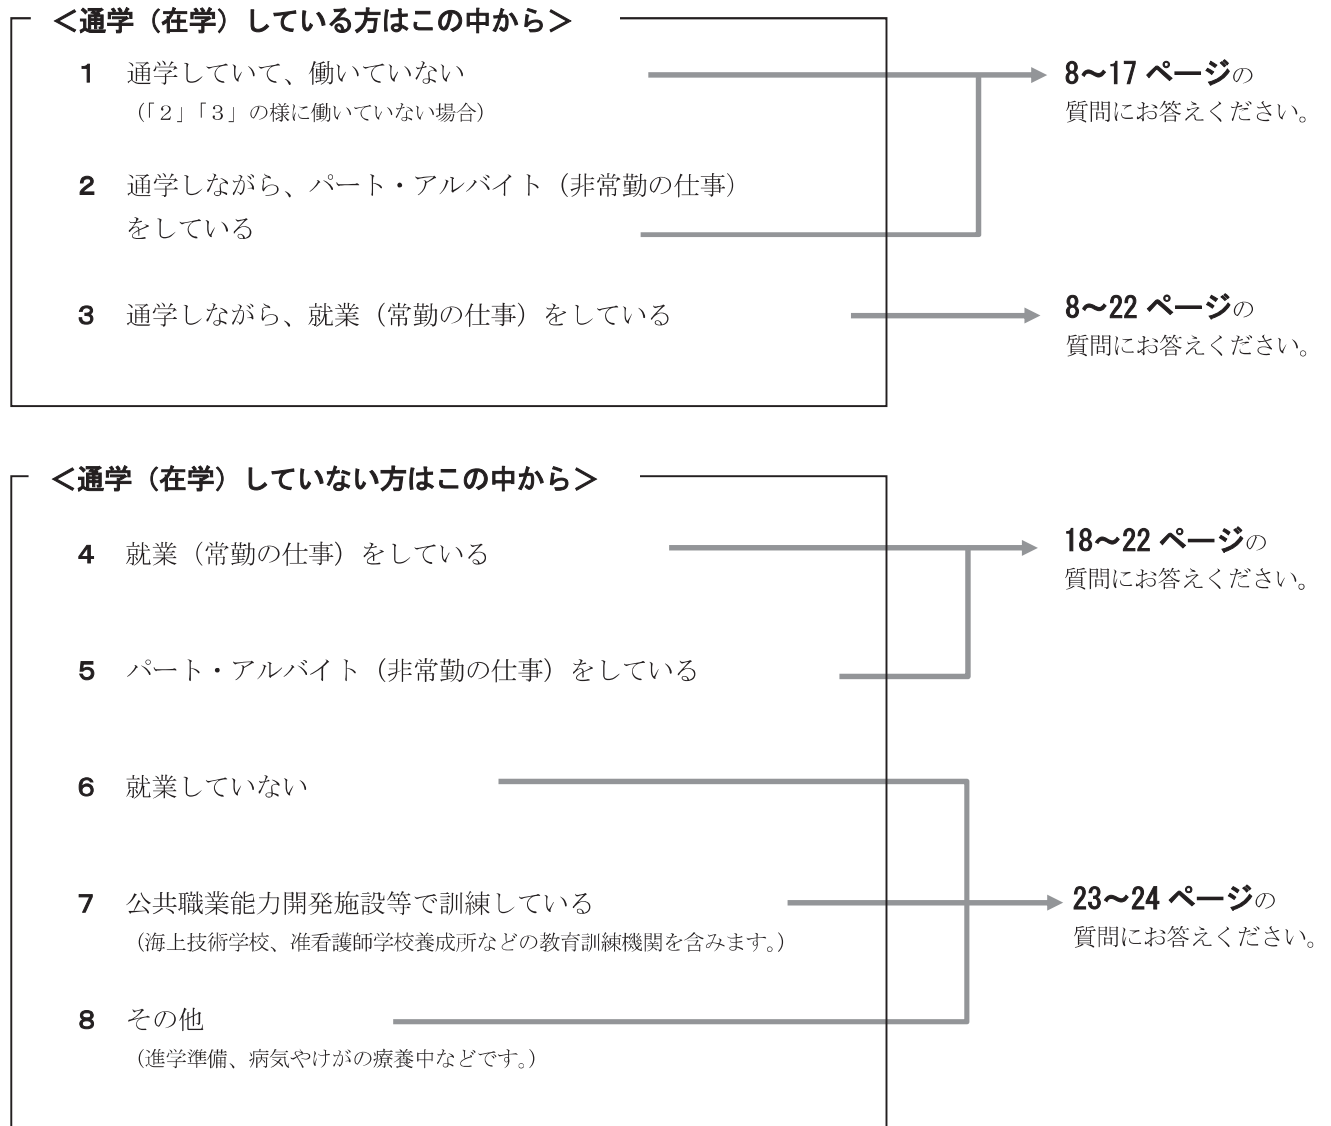 ＜通学（在学）している方はこの中から＞
1 通学していて、働いていない
（「２」「３」の様に働いていない場合）
8～17 ページの
質問にお答えください。
2 通学しながら、パート・アルバイト（非常勤の仕事）
をしている
3 通学しながら、就業（常勤の仕事）をしている
8～22 ページの
質問にお答えください。
＜通学（在学）していない方はこの中から＞
4 就業（常勤の仕事）をしている
18～22 ページの
質問にお答えください。
5 パート・アルバイト（非常勤の仕事）をしている
6 就業していない
7 公共職業能力開発施設等で訓練している
（海上技術学校、准看護師学校養成所などの教育訓練機関を含みます。）
23～24 ページの
質問にお答えください。
8 その他
（進学準備、病気やけがの療養中などです。）